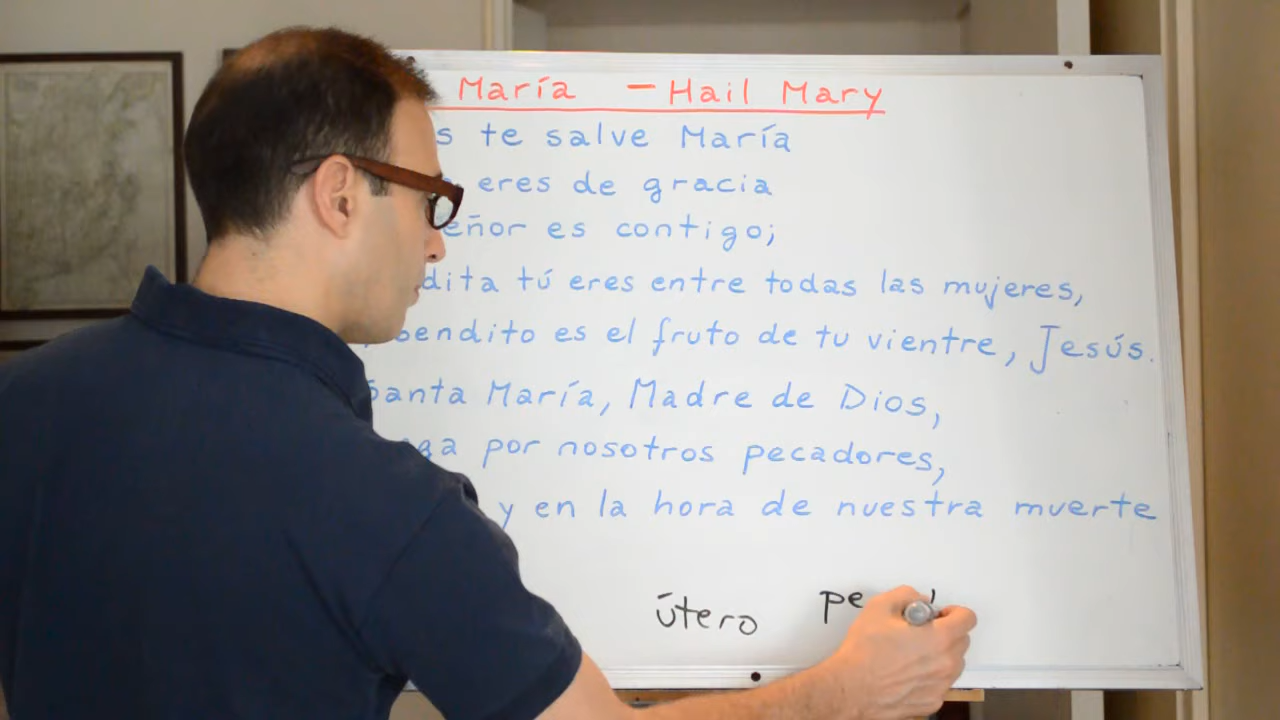 María - Hail Mary
te salve María
eres de gracia
es contigo;
tú eres entre todas las mujeres,
bendito es el fruto de tu vientre, Jesús.
Santa María, Madre de Dios,
por nosotros pecadores,
y en la hora de nuestra muerte
útero